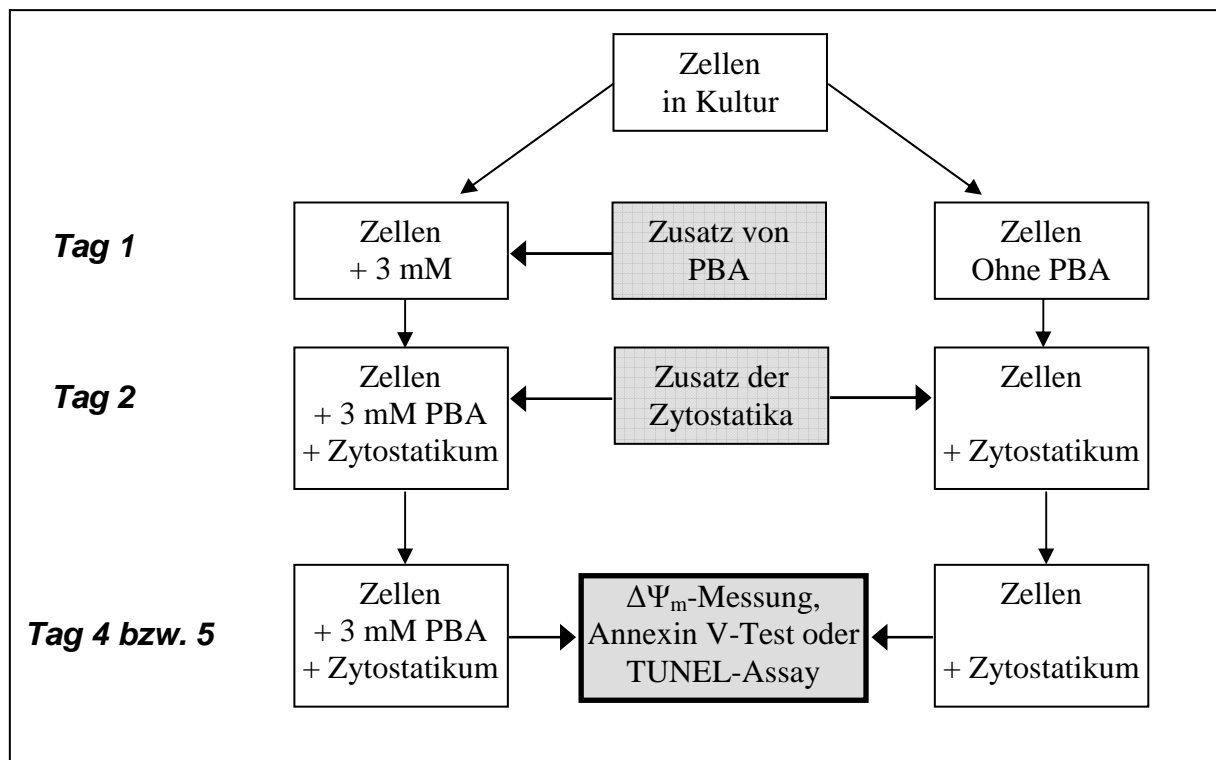 Zellen
in Kultur
Tag 1
Zellen
+ 3 mM
Zusatz von
PBA
Zellen
Ohne PBA
Tag 2
Zellen
+ 3 mM PBA
+ Zytostatikum
Zusatz der
Zytostatika
Zellen
+ Zytostatikum
Tag 4 bzw. 5
Zellen
+ 3 mM PBA
+ Zytostatikum
ΔΨm-Messung,
Annexin V-Test oder
TUNEL-Assay
Zellen
+ Zytostatikum